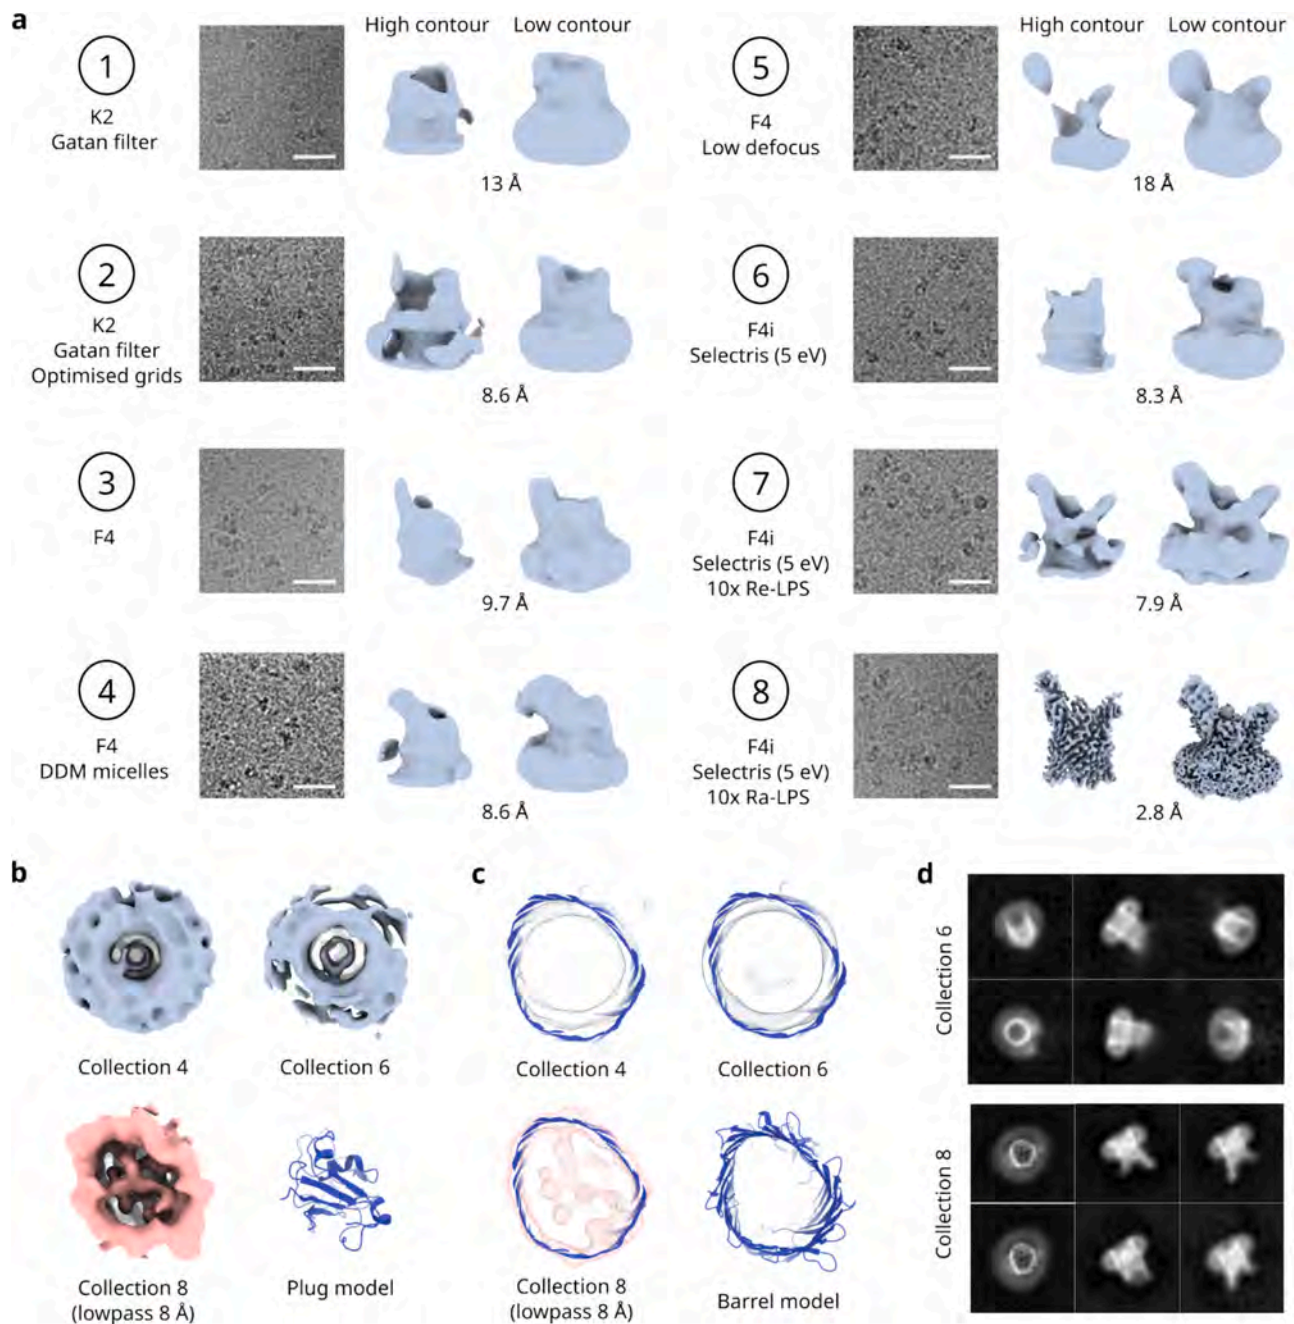 a
High contour
Low contour
1
K2
Gatan filter
13 Å
2
K2
Gatan filter
Optimised grids
8.6 Å
3
F4
9.7 Å
4
F4
DDM micelles
8.6 Å
High contour
Low contour
5
F4
Low defocus
18 Å
6
F4i
Selectris (5 eV)
8.3 Å
7
F4i
Selectris (5 eV)
10x Re-LPS
7.9 Å
8
F4i
Selectris (5 eV)
10x Ra-LPS
2.8 Å
b
Collection 4
Collection 6
Collection 8
(lowpass 8 Å)
Plug model
c
Collection 4
Collection 6
Collection 8
(lowpass 8 Å)
Barrel model
d
Collection 6
Collection 8